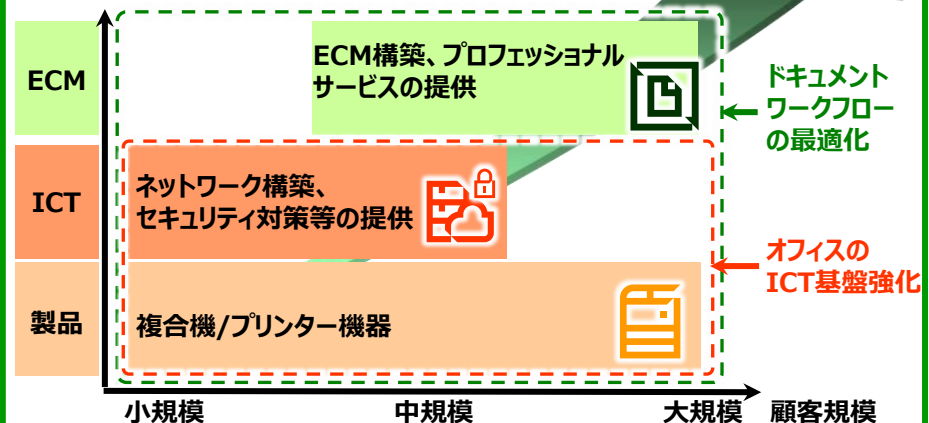 ECM
ECM構築、プロフェッショナル
サービスの提供
ドキュメント
ワークフロー
の最適化
ICT
ネットワーク構築、
セキュリティ対策等の提供
オフィスの
ICT基盤強化
製品
複合機/プリンター機器
小規模 中規模 大規模 顧客規模